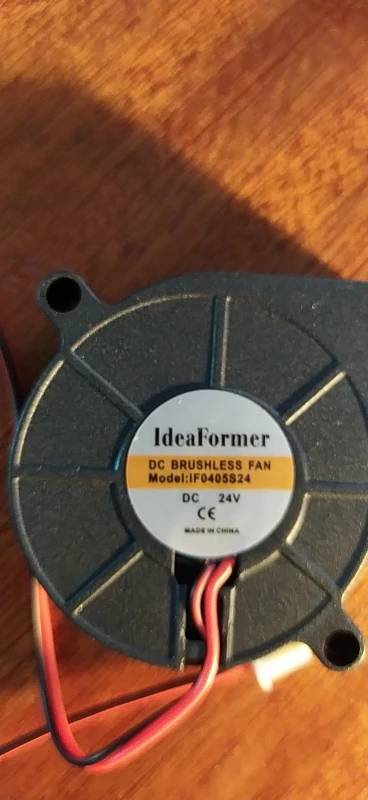 IdeaFormer
DC BRUSHLESS FAN
Model:IF0405S24
DC 24V
CE
MADE IN CHINA